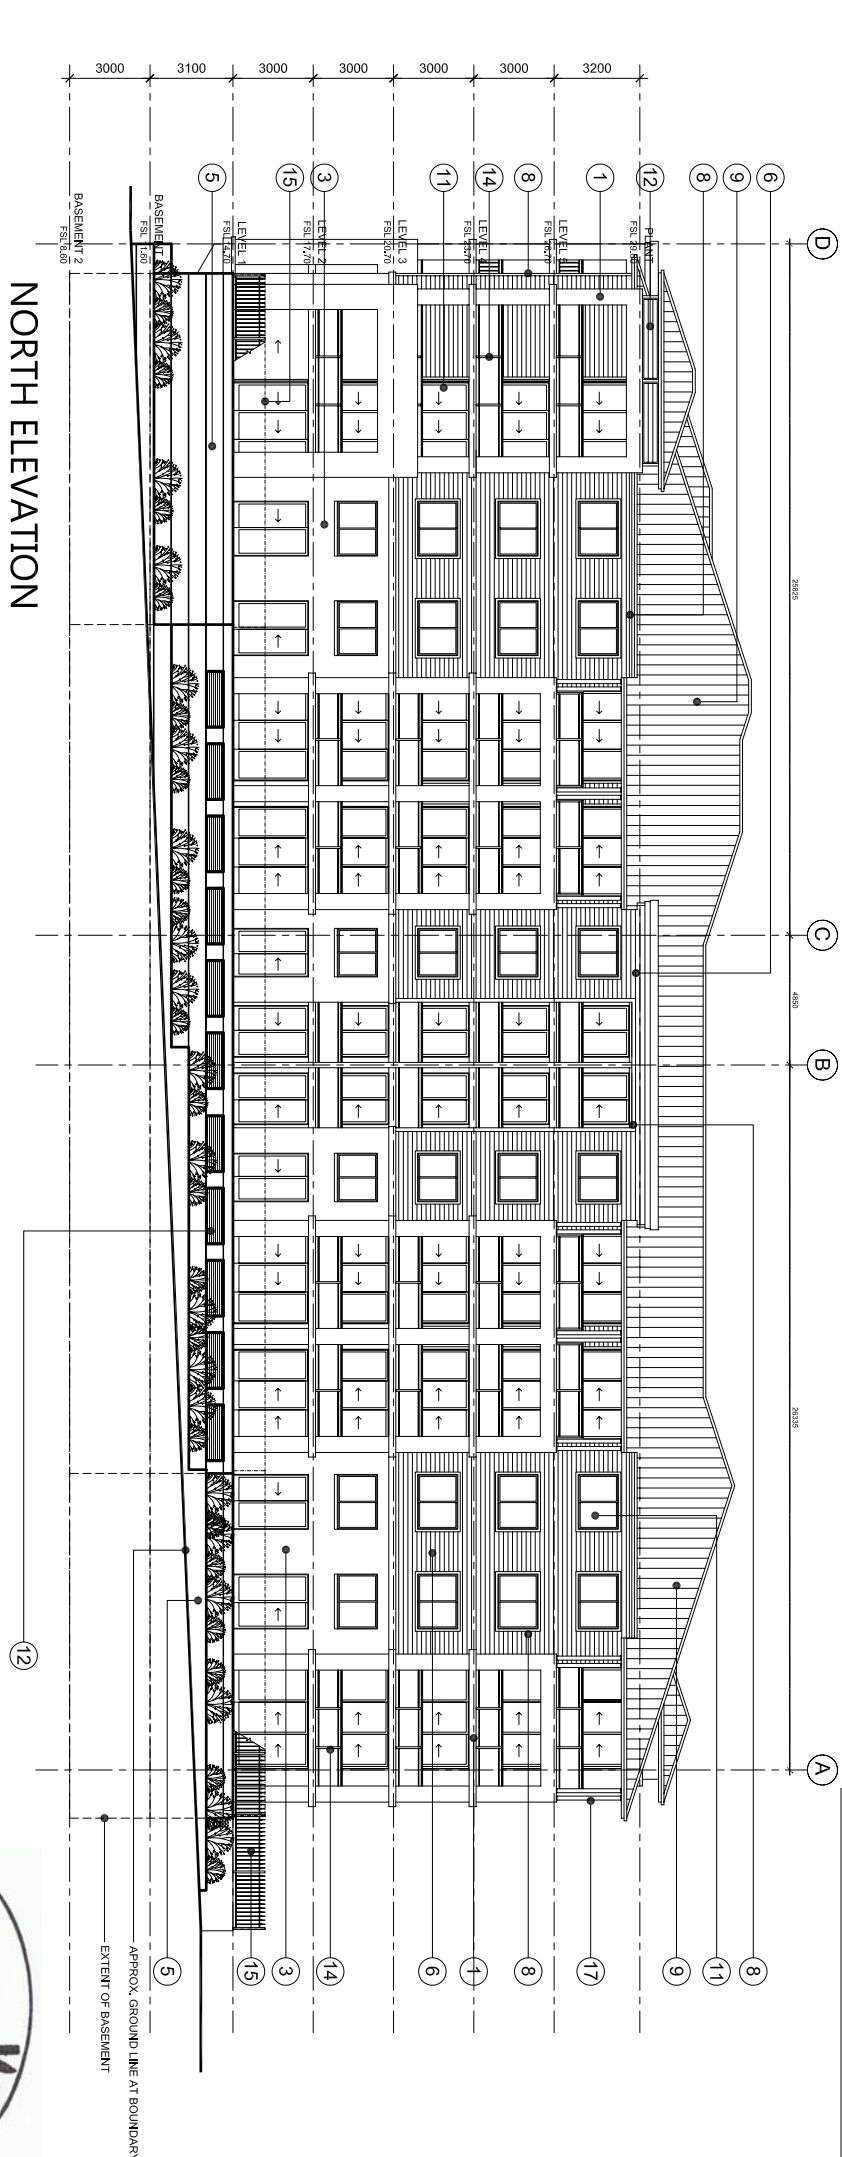 D
C
B
A
25625
4850
26335
6
9
8
12
1
8
14
11
3
15
5
3200
3000
3000
3000
3000
3100
3000
PLANT
LEVEL 5
FSL 26.70
LEVEL 4
FSL 23.70
LEVEL 3
FSL 20.70
LEVEL 2
FSL 17.70
LEVEL 1
FSL 14.70
BASEMENT
FSL 11.60
BASEMENT 2
FSL 8.60
8
11
9
17
8
1
6
14
3
15
5
12
APPROX. GROUND LINE AT BOUNDARY
EXTENT OF BASEMENT
NORTH ELEVATION